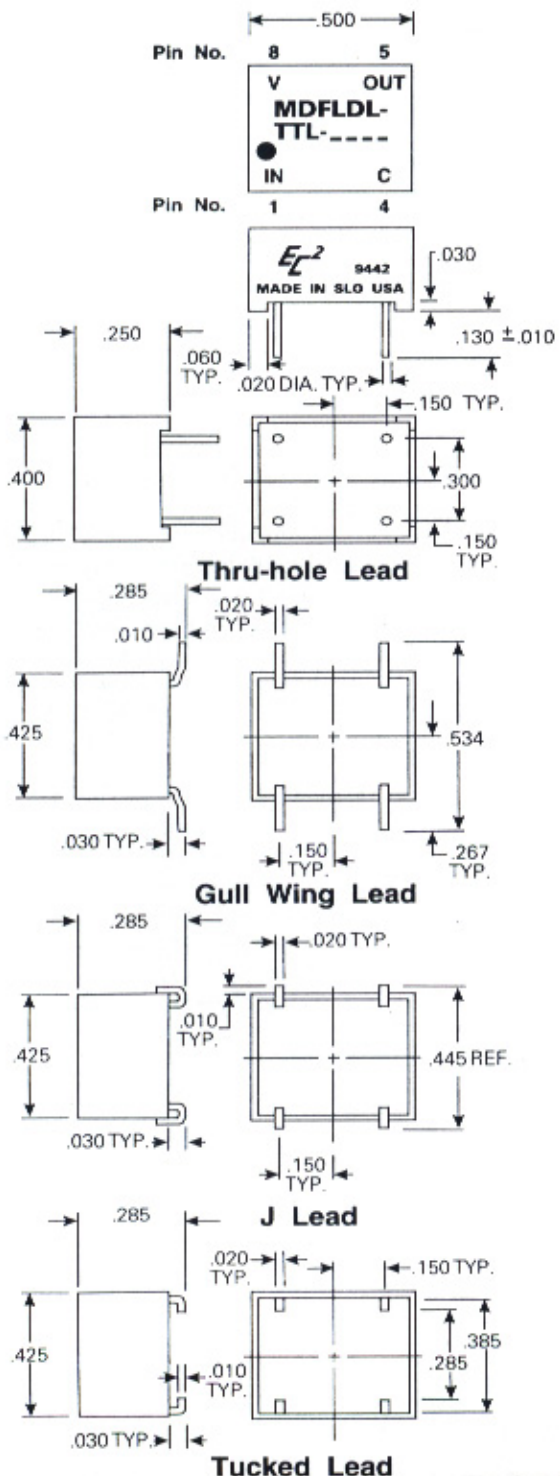 .500
Pin No. 8 5
V OUT
MDFLDL-
TTL-_ _ _ _
IN C
Pin No. 1 4
EC²
9442
MADE IN SLO USA
.030
.250
.130 ±.010
.060
TYP.
.020 DIA. TYP.
.150 TYP.
.400
.300
.150
TYP.
Thru-hole Lead
.285
.020
TYP.
.010
.425
.534
.030 TYP.
.150
TYP.
.267
TYP.
Gull Wing Lead
.285
.020 TYP.
.010
TYP.
.425
.445 REF.
.030 TYP.
.150
TYP.
J Lead
.285
.020
TYP.
.150 TYP.
.425
.010
TYP.
.385
.285
.030 TYP.
Tucked Lead